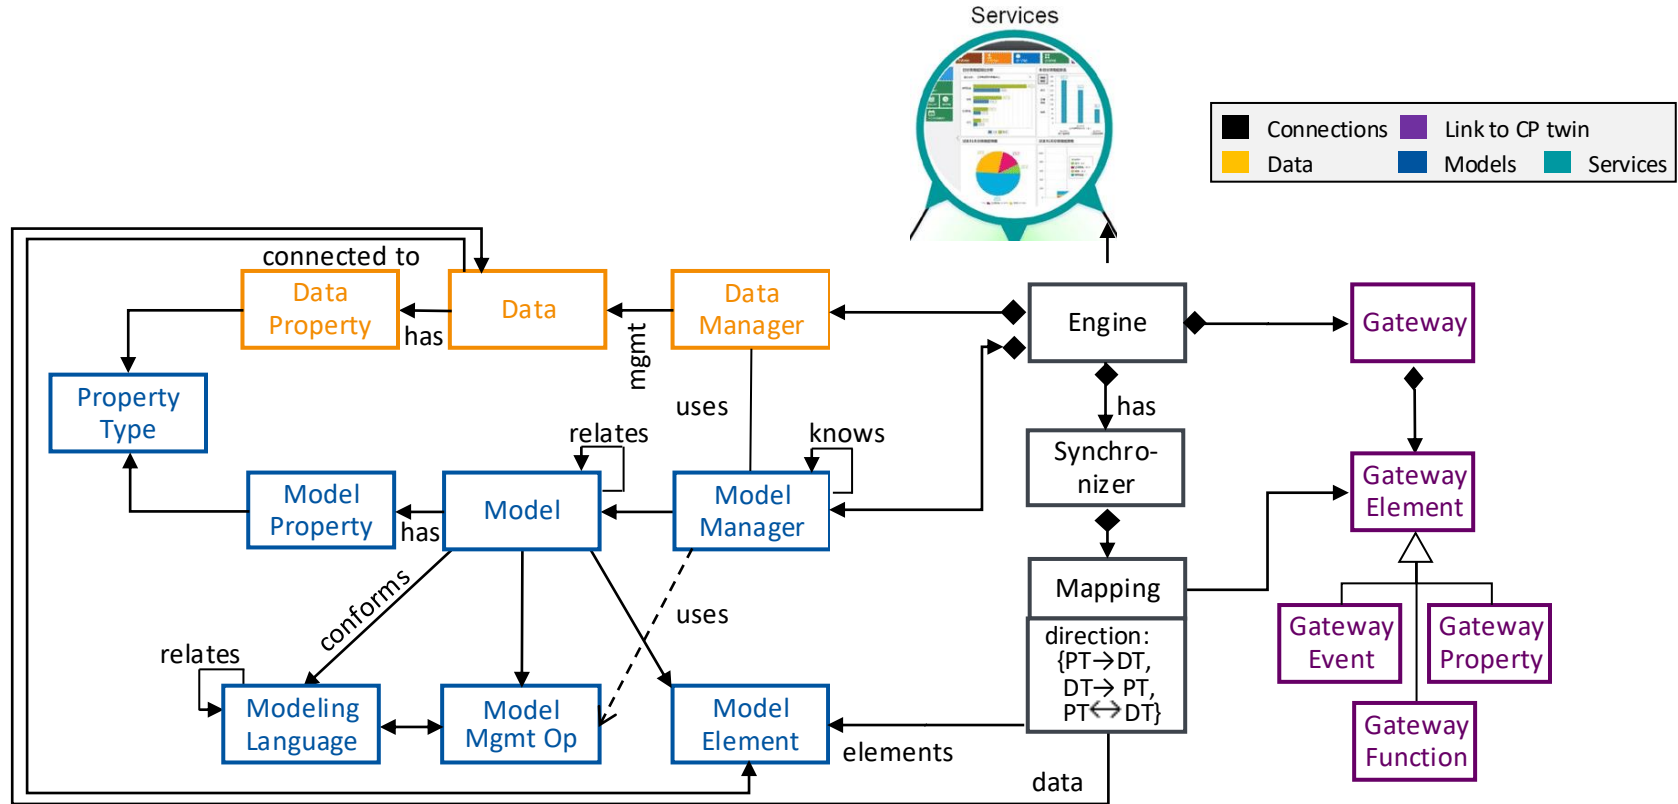 Services
Connections
Link to CP twin
Data
Models
Services
connected to
Data
Property
has
Data
mgmt
Data
Manager
Engine
Gateway
Property
Type
uses
has
relates
knows
Synchro-
nizer
Gateway
Element
Model
Property
has
Model
Model
Manager
conforms
uses
Mapping
direction:
{PT→DT,
DT→ PT,
PT↔DT}
Gateway
Event
Gateway
Property
relates
Modeling
Language
Model
Mgmt Op
Model
Element
elements
Gateway
Function
data